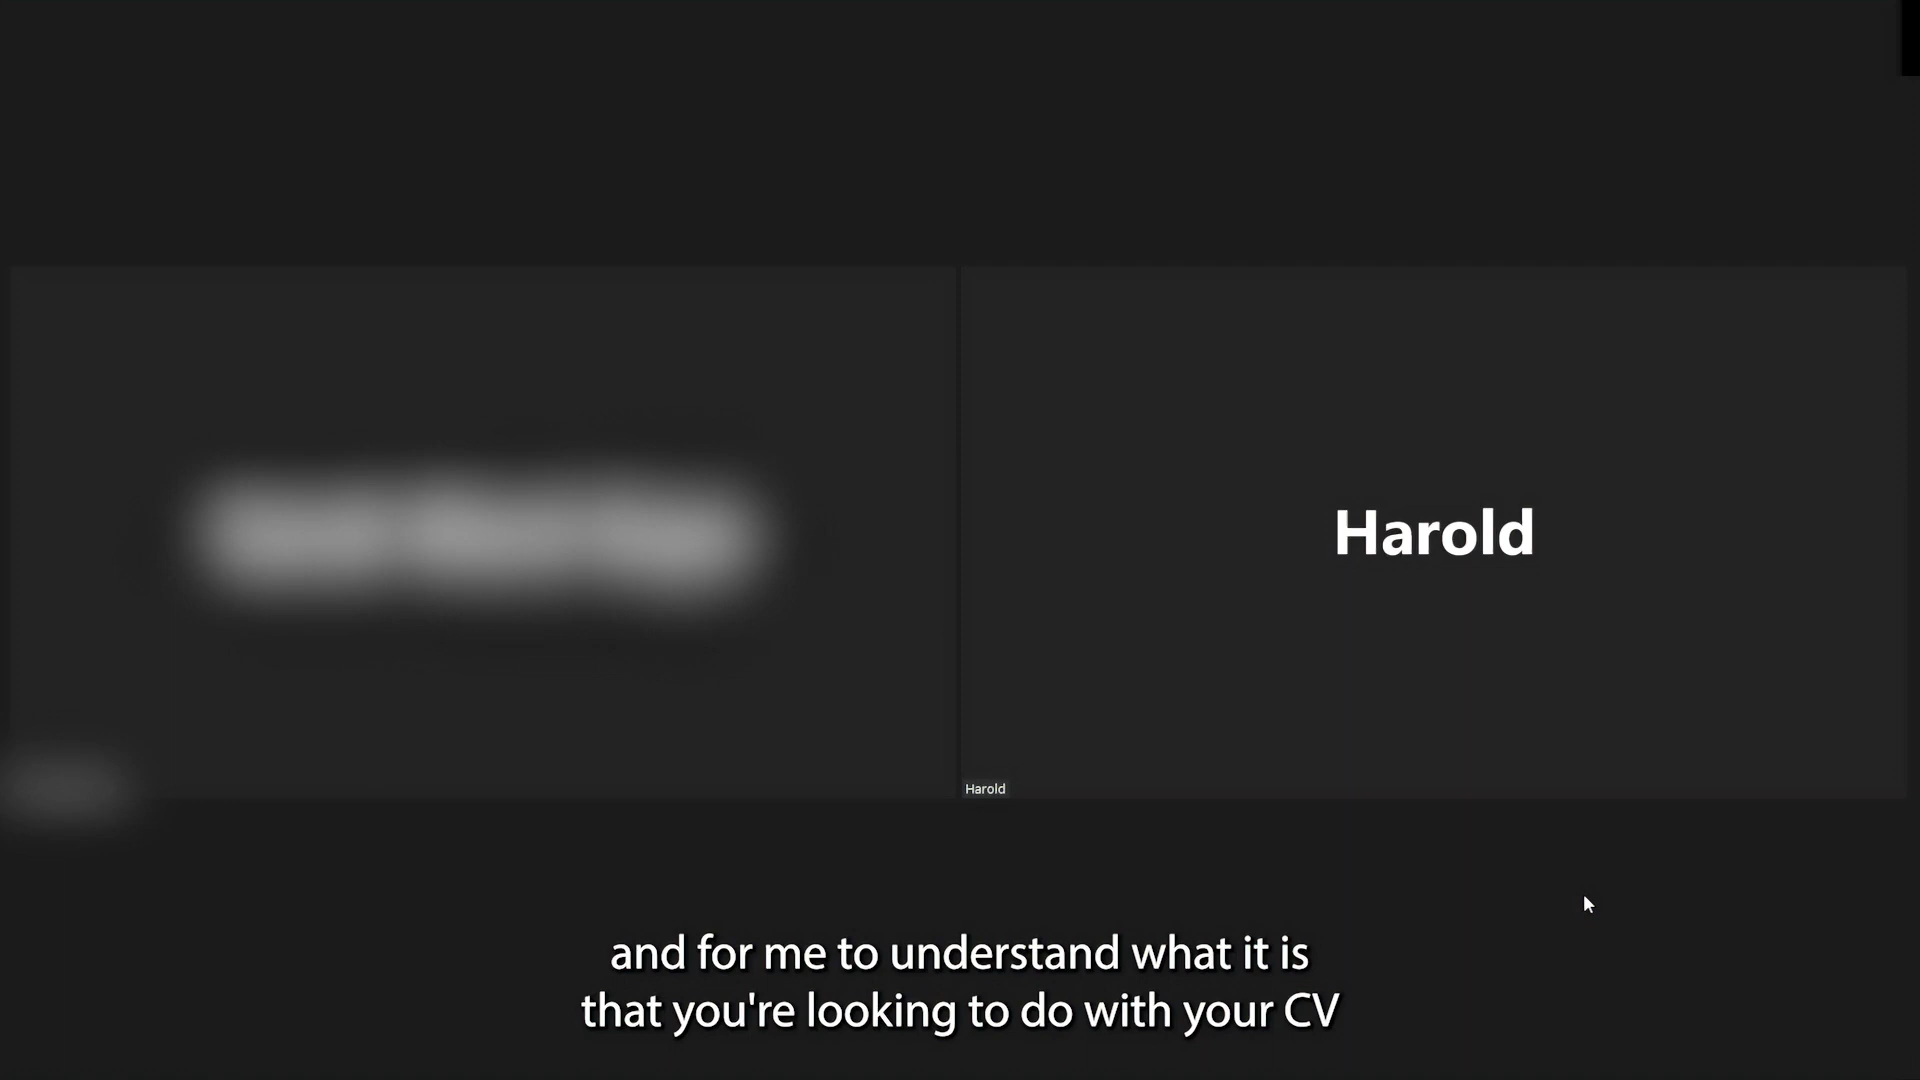 Harold
Harold
and for me to understand what it is
that you're looking to do with your CV